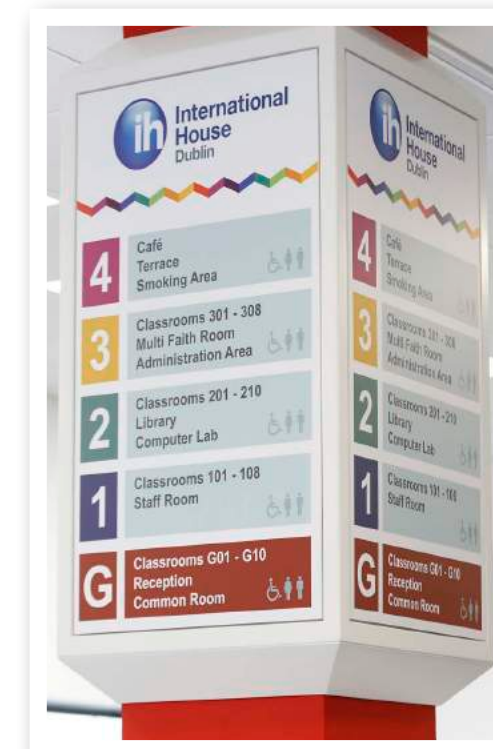 ih
International
House
Dublin
4
Café
Terrace
Smoking Area
3
Classrooms 301 - 308
Multi Faith Room
Administration Area
2
Classrooms 201 - 210
Library
Computer Lab
1
Classrooms 101 - 108
Staff Room
G
Classrooms G01 - G10
Reception
Common Room
ih
International
House
Dublin
4
Café
Terrace
Smoking Area
3
Classrooms 301 - 308
Multi Faith Room
Administration Area
2
Classrooms 201 - 210
Library
Computer Lab
1
Classrooms 101 - 108
Staff Room
G
Classrooms G01 - G10
Reception
Common Room